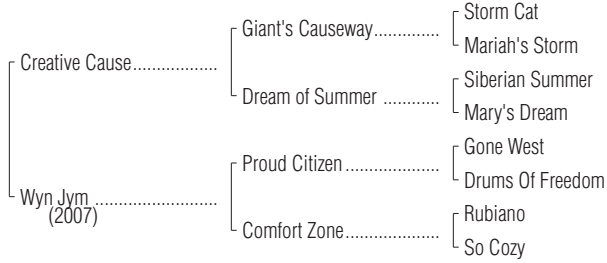 Storm Cat
Giant's Causeway..............
Mariah's Storm
Creative Cause..................
Siberian Summer
Dream of Summer ............
Mary's Dream
Gone West
Proud Citizen....................
Drums Of Freedom
Wyn Jym ..........................
(2007)
Rubiano
Comfort Zone....................
So Cozy